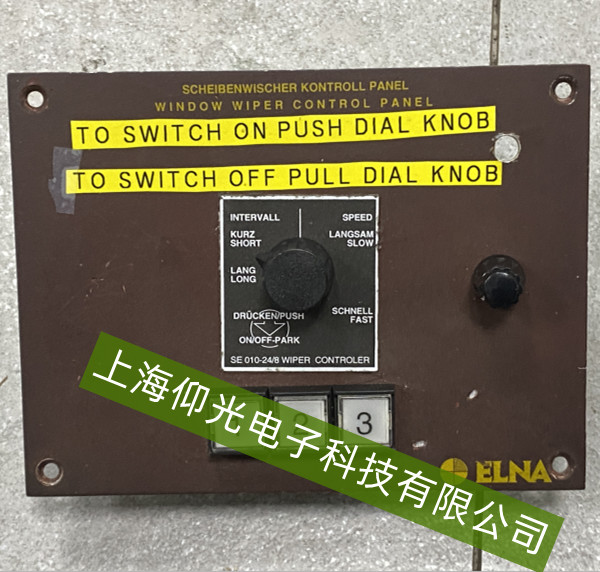 SCHEIBENWISCHER KONTROLL PANEL
WINDOW WIPER CONTROL PANEL
TO SWITCH ON PUSH DIAL KNOB
TO SWITCH OFF PULL DIAL KNOB
INTERVALL
SPEED
KURZ
SHORT
LANGSAM
SLOW
LANG
LONG
SCHNELL
FAST
DRÜCKEN/PUSH
ON/OFF-PARK
SE 010-24/8 WIPER CONTROLER
2
3
ELNA
上海仰光电子科技有限公司